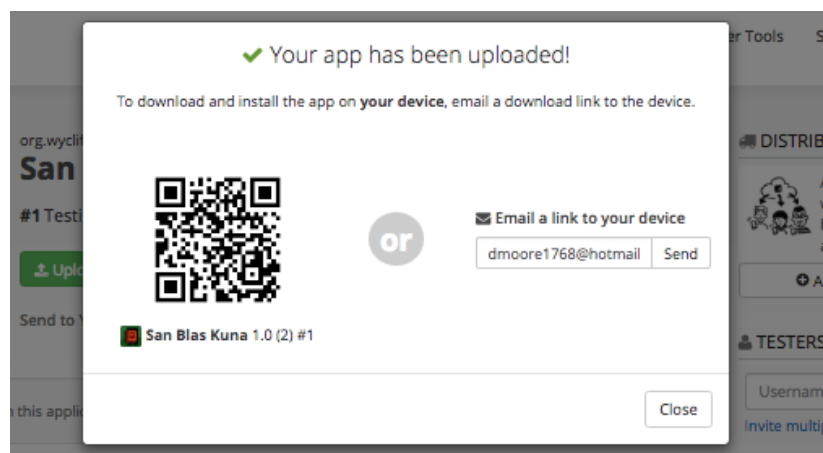 Your app has been uploaded!
To download and install the app on your device, email a download link to the device.
or
Email a link to your device
dmoore1768@hotmail
Send
San Blas Kuna 1.0 (2) #1
Close
er Tools
S
org.wyclif
San
#1 Testi
Uplo
Send to
this applic
DISTRIB
A
TESTERS
Usernam
Invite multip